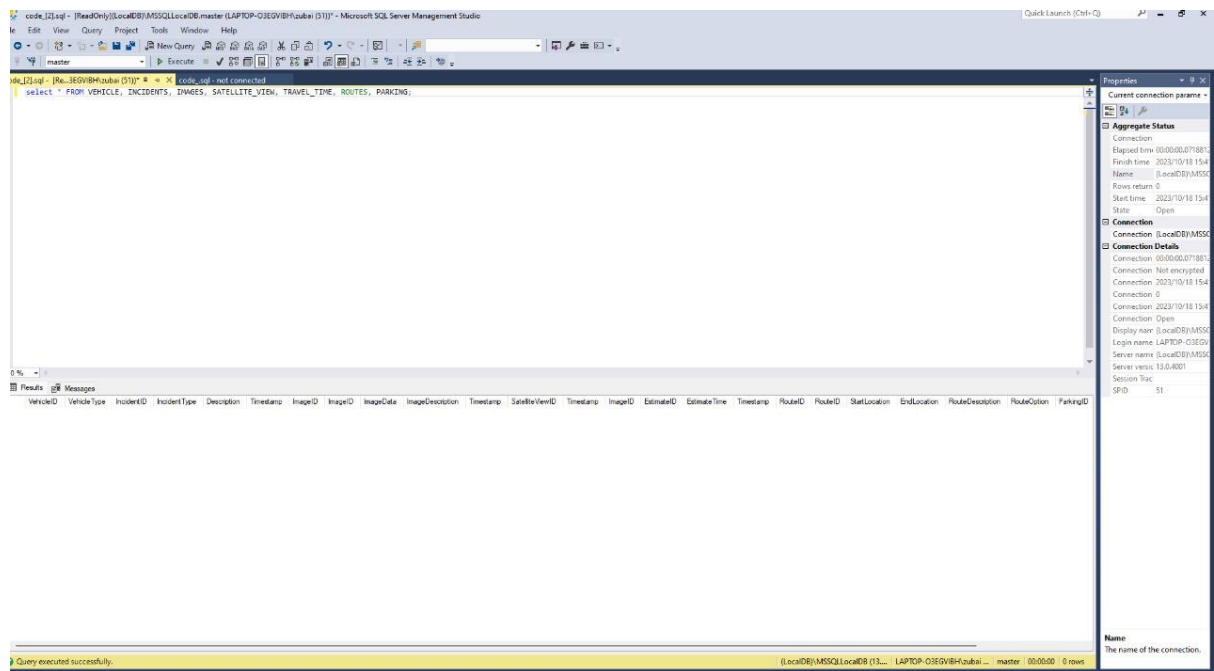 code_[2].sql - [ReadOnly](LocalDB)\MSSQLLocalDB.master (LAPTOP-O3EGVIBH\zubai (51))* - Microsoft SQL Server Management Studio
Quick Launch (Ctrl+Q)
Edit View Query Project Tools Window Help
New Query
master
Execute
code_.sql - not connected
select * FROM VEHICLE, INCIDENTS, IMAGES, SATELLITE_VIEW, TRAVEL_TIME, ROUTES, PARKING;
Properties
Current connection parame
Aggregate Status
Connection
Elapsed time 00:00:00.0718812
Finish time 2023/10/18 15:4
Name (LocalDB)\MSSC
Rows return 0
Start time 2023/10/18 15:4
State Open
Connection
Connection (LocalDB)\MSSC
Connection Details
Connection 00:00:00.0718812
Connection Not encrypted
Connection 2023/10/18 15:4
Connection 0
Connection 2023/10/18 15:4
Connection Open
Display nam (LocalDB)\MSSC
Login name LAPTOP-O3EGV
Server name (LocalDB)\MSSC
Server versic 13.0.4001
Session Trac
SPID 51
0 %
Results Messages
VehicleID VehicleType IncidentID IncidentType Description Timestamp ImageID ImageID ImageData ImageDescription Timestamp SatelliteViewID Timestamp ImageID EstimateID EstimateTime Timestamp RouteID RouteID StartLocation EndLocation RouteDescription RouteOption ParkingID
Name
The name of the connection.
Query executed successfully.
(LocalDB)\MSSQLLocalDB (13.... LAPTOP-O3EGVIBH\zubai ... master 00:00:00 0 rows